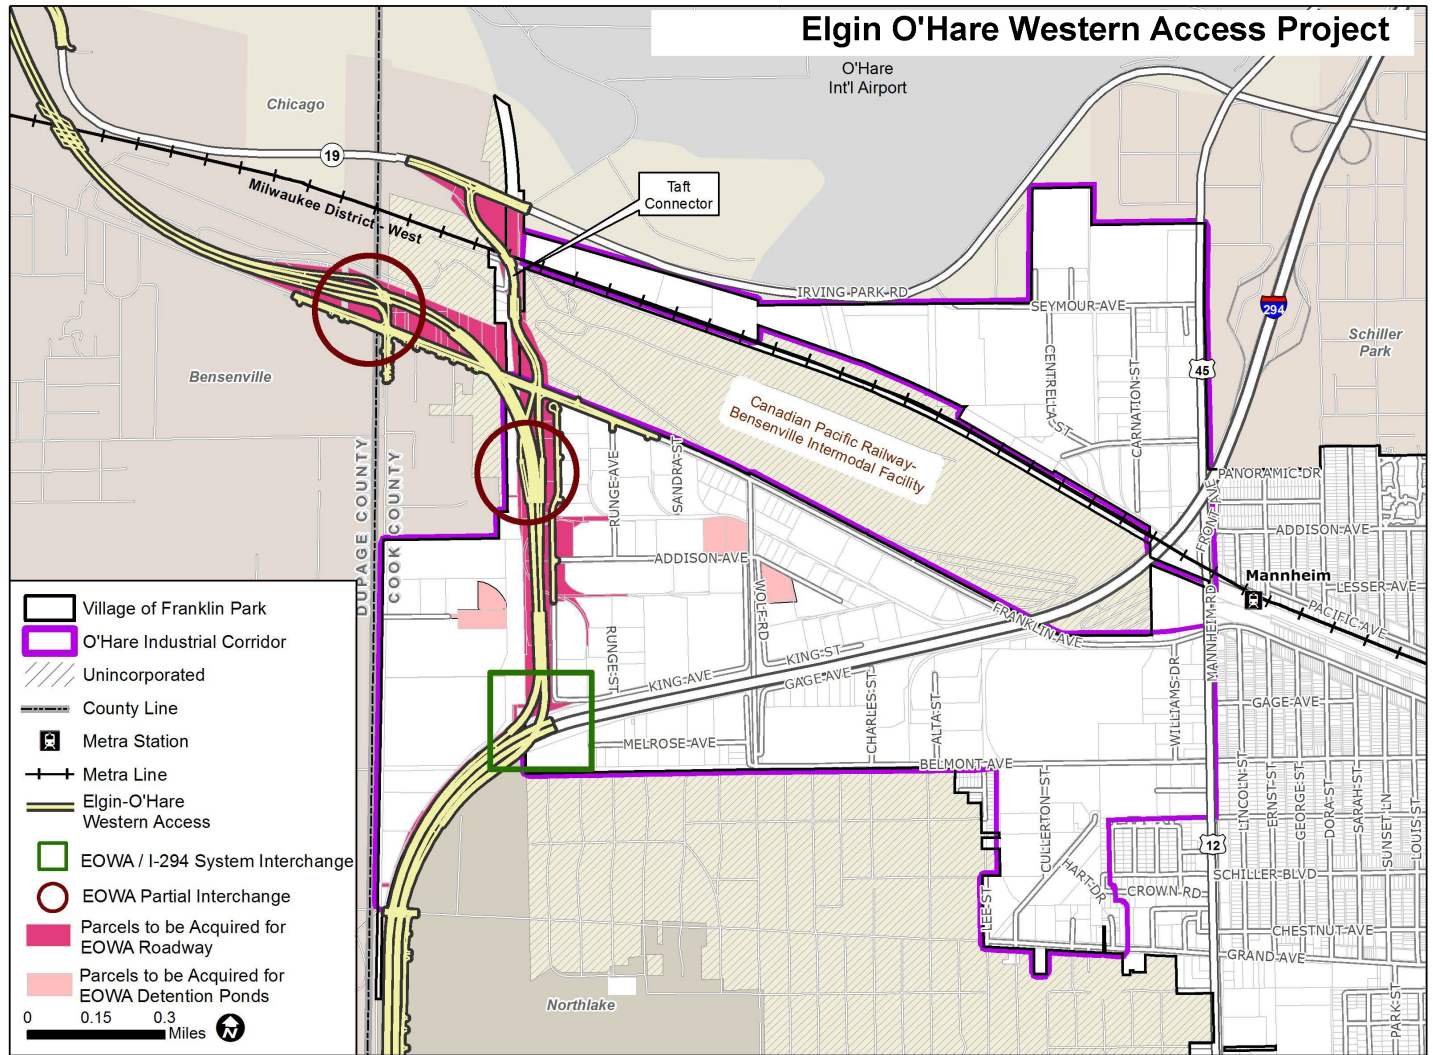 Elgin O'Hare Western Access Project
O'Hare
Int'l Airport
Chicago
19
Milwaukee District - West
Taft
Connector
IRVING PARK RD
SEYMOUR AVE
294
Schiller
Park
45
Bensenville
CENTRELLA ST
CARNATION ST
Canadian Pacific Railway-
Bensenville Intermodal Facility
DUPAGE COUNTY
COOK COUNTY
RUNGE AVE
SANDRA ST
PANORAMIC DR
FRONT AVE
ADDISON AVE
ADDISON AVE
WOLF RD
Mannheim
LESSER AVE
PACIFIC AVE
FRANKLIN AVE
MANNHEIM RD
RUNGE ST
KING ST
KING AVE
GAGE AVE
CHARLES ST
ALTA ST
WILLIAMS DR
GAGE AVE
MELROSE AVE
BELMONT AVE
LINCOLN ST
ERNST ST
GEORGE ST
DORA ST
SARAH ST
SUNSET LN
LOUIS ST
CULLERTON ST
12
HART DR
CROWN RD
SCHILLER BLVD
LEE ST
CHESTNUT AVE
GRAND AVE
PARK ST
Northlake
Village of Franklin Park
O'Hare Industrial Corridor
Unincorporated
County Line
Metra Station
Metra Line
Elgin-O'Hare
Western Access
EOWA / I-294 System Interchange
EOWA Partial Interchange
Parcels to be Acquired for
EOWA Roadway
Parcels to be Acquired for
EOWA Detention Ponds
0 0.15 0.3
Miles
N